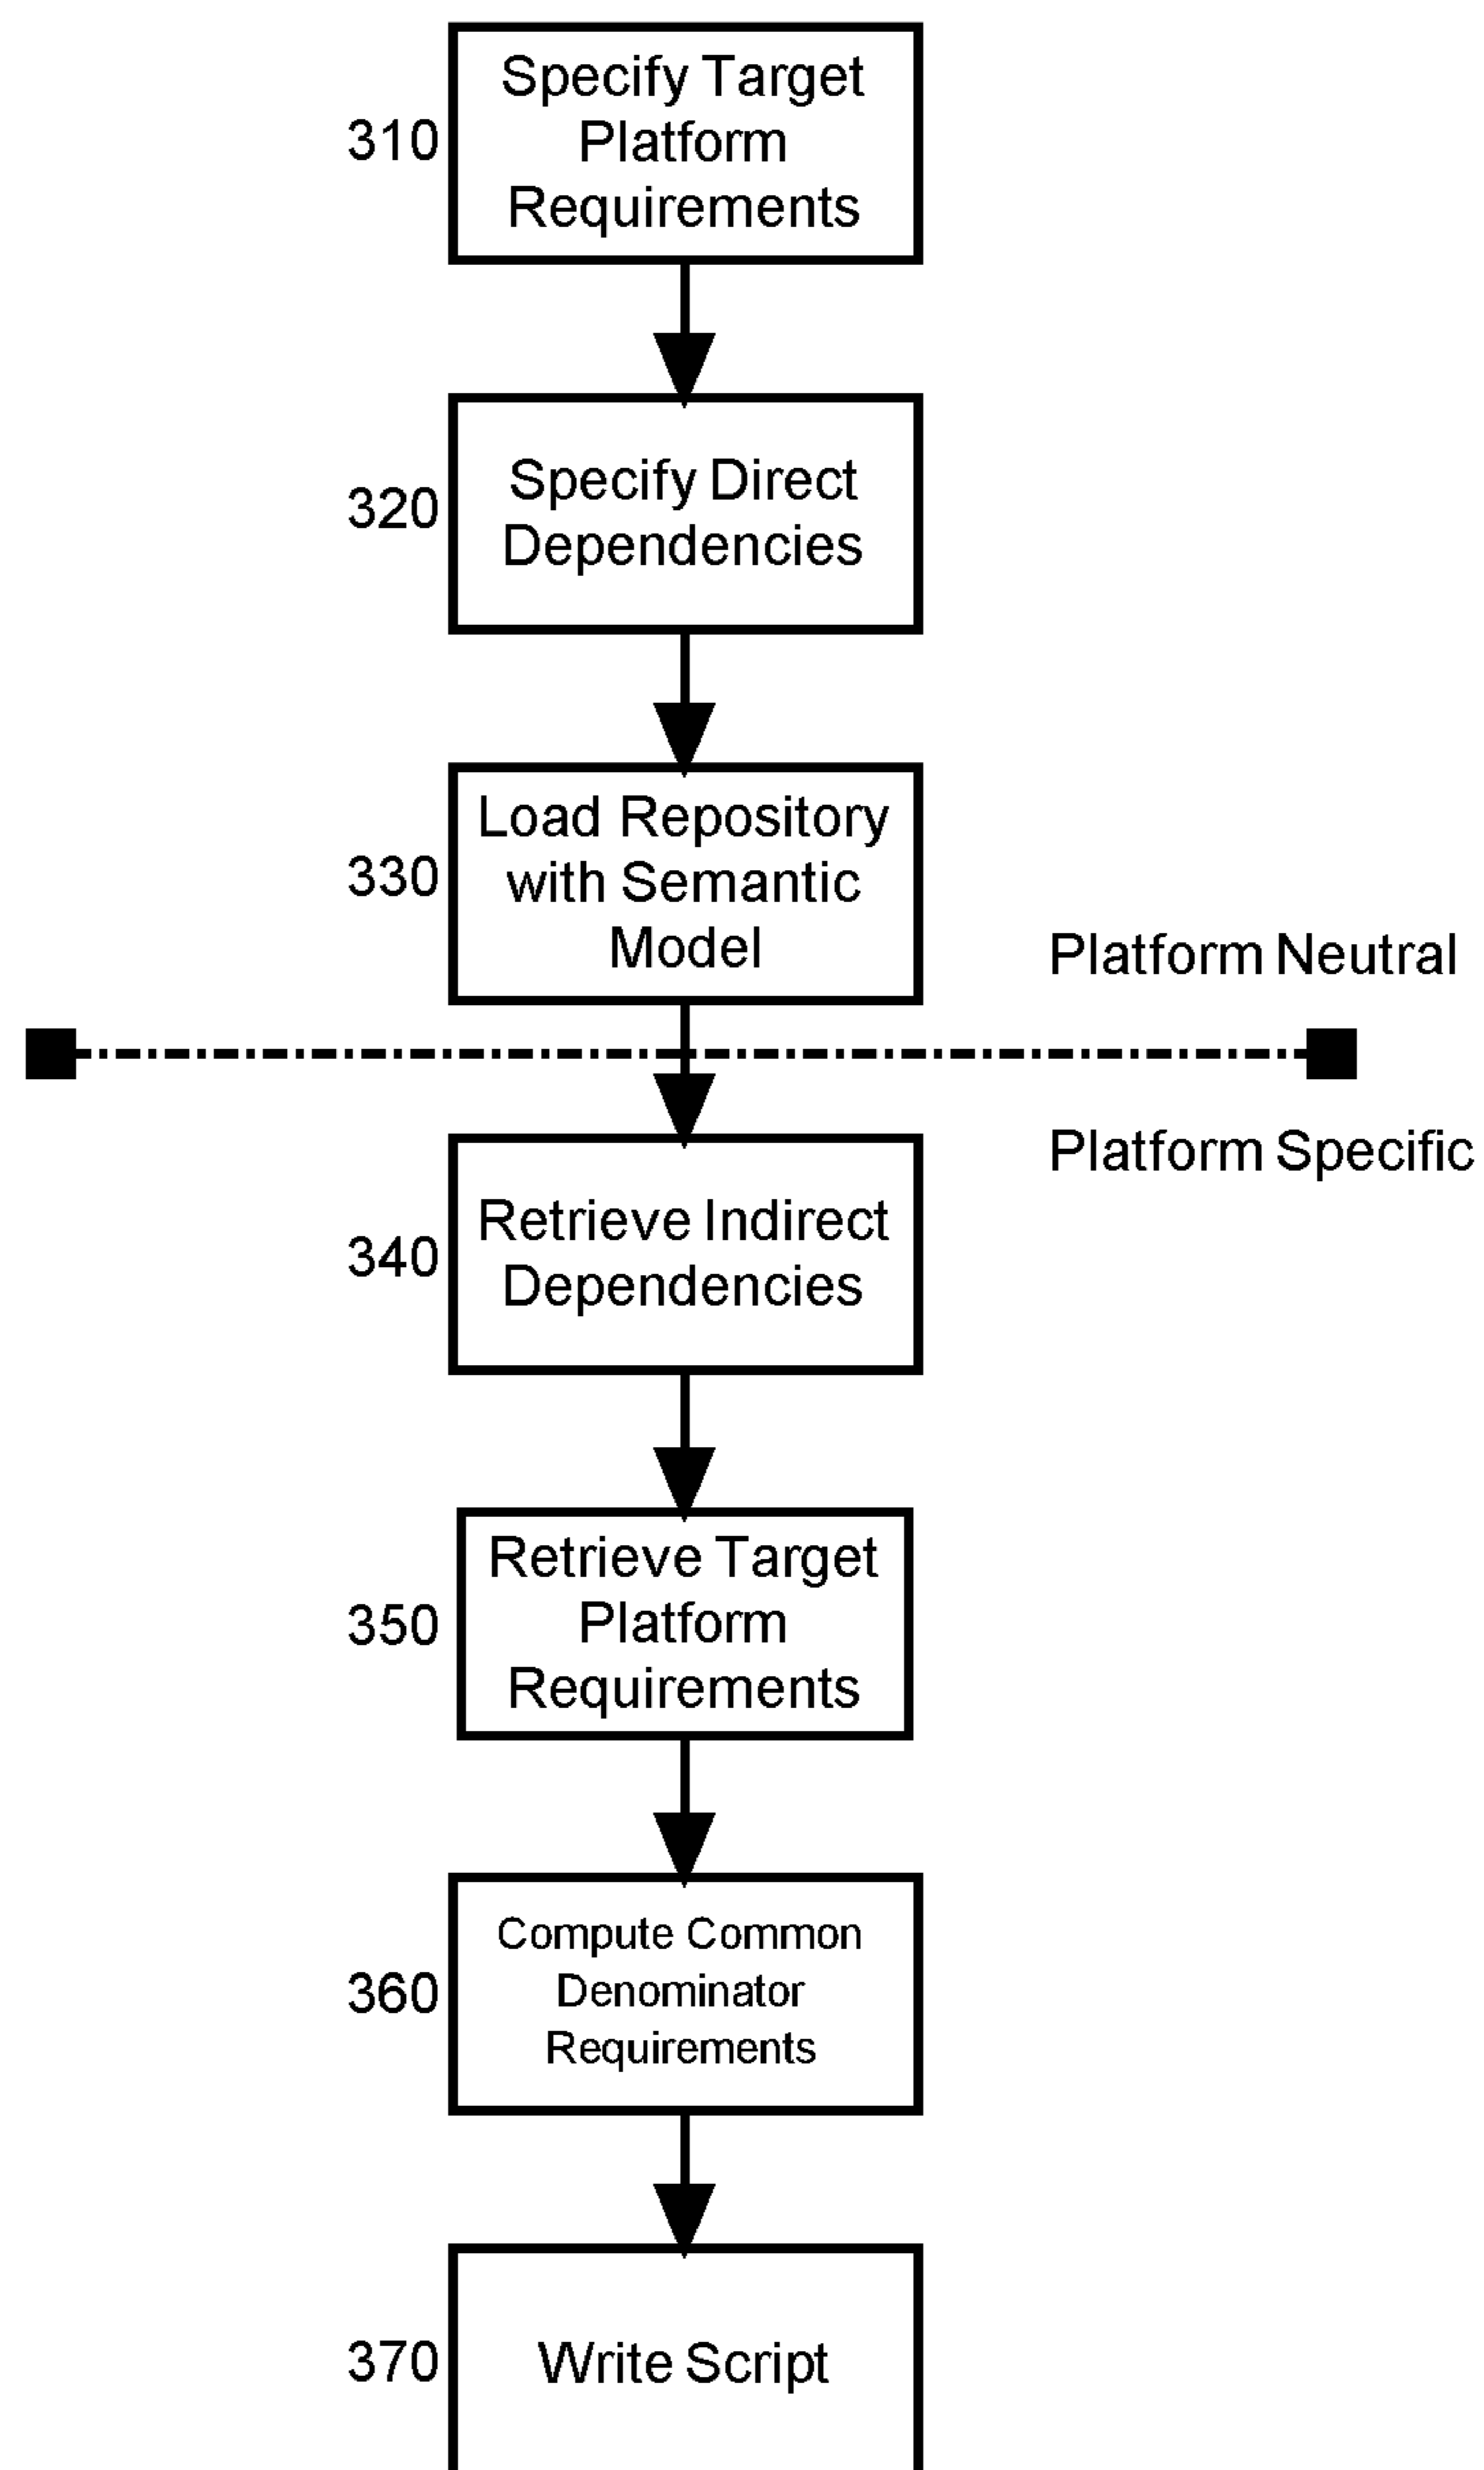 Specify Target
Platform
Requirements
310
Specify Direct
Dependencies
320
Load Repository
with Semantic
Model
330
Platform Neutral
Platform Specific
Retrieve Indirect
Dependencies
340
Retrieve Target
Platform
Requirements
350
Compute Common
Denominator
Requirements
360
Write Script
370